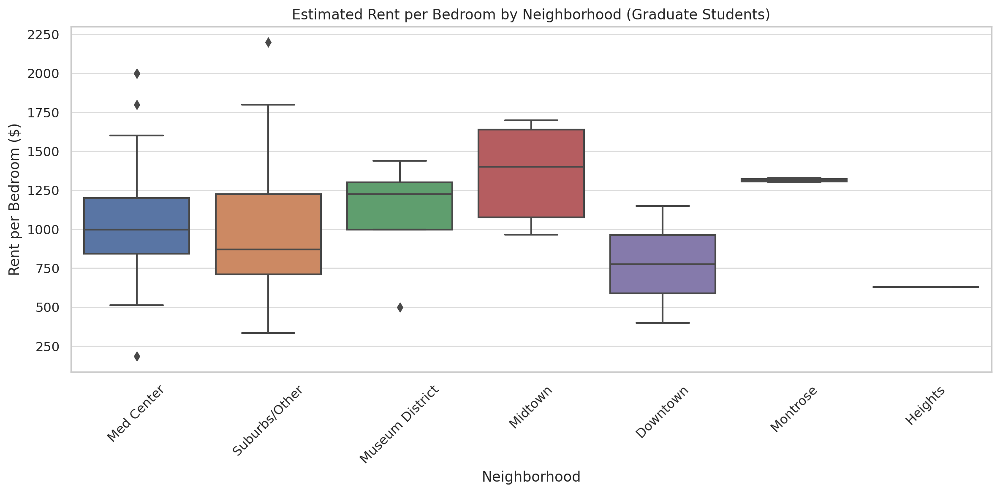 Estimated Rent per Bedroom by Neighborhood (Graduate Students)
Rent per Bedroom ($)
2250
2000
1750
1500
1250
1000
750
500
250
Med Center
Suburbs/Other
Museum District
Midtown
Downtown
Montrose
Heights
Neighborhood